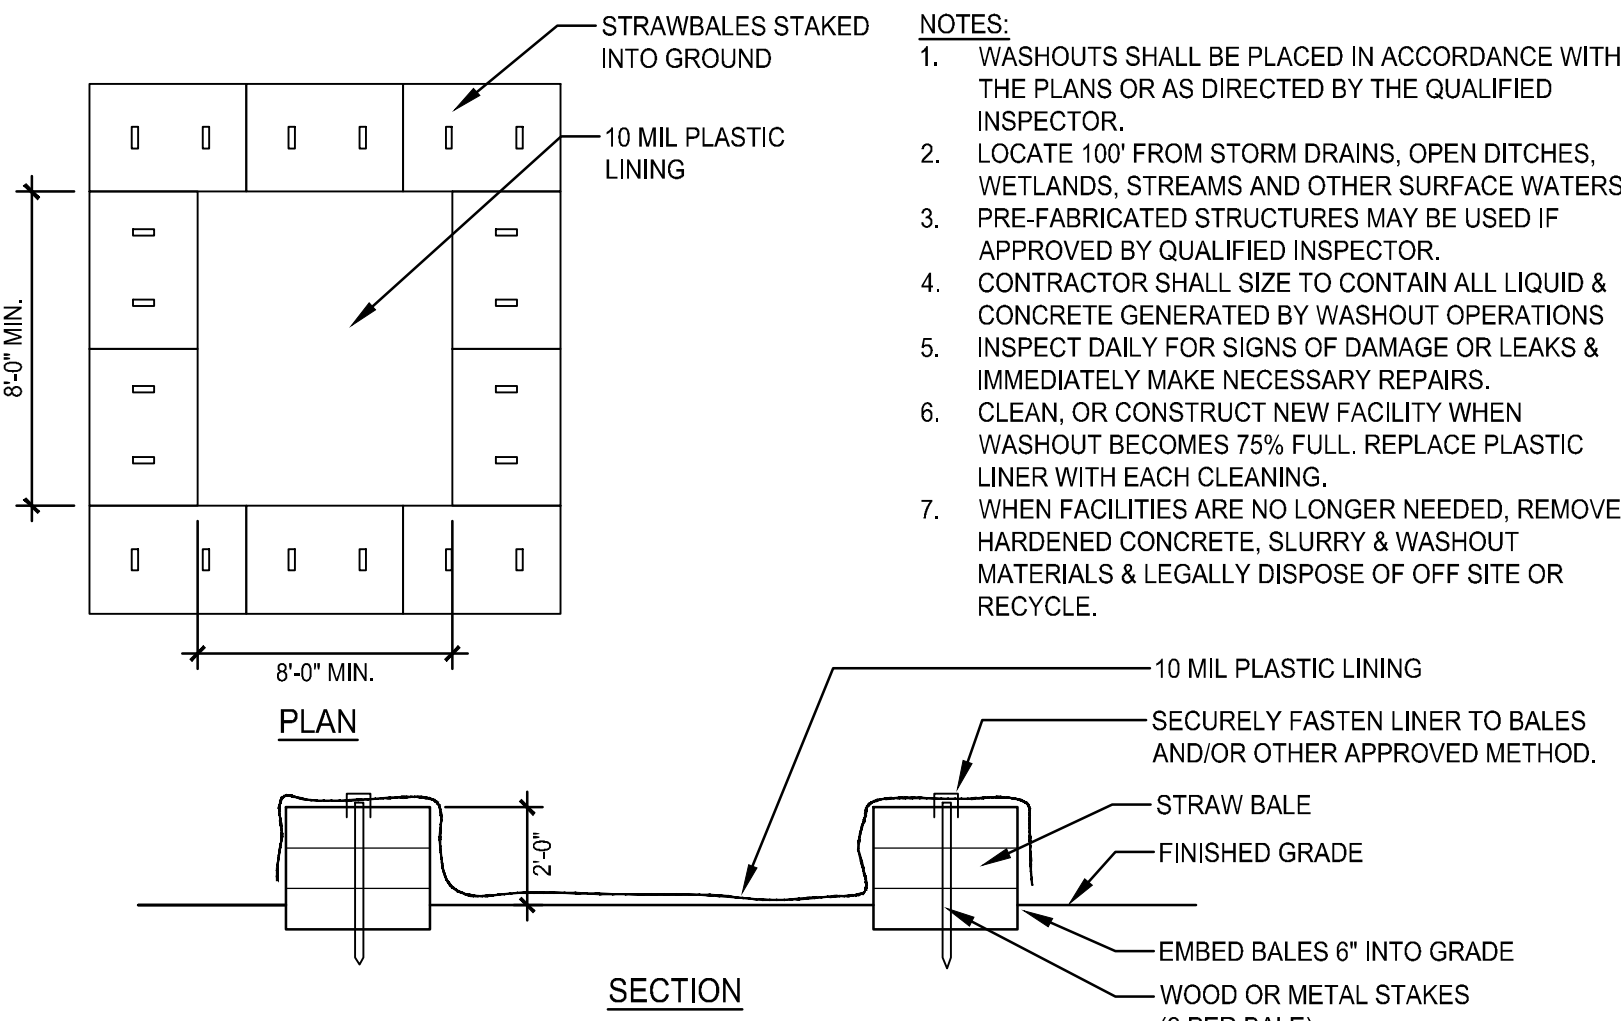 STRAWBALES STAKED
INTO GROUND
10 MIL PLASTIC
LINING
8'-0" MIN.
8'-0" MIN.
PLAN
NOTES:
1. WASHOUTS SHALL BE PLACED IN ACCORDANCE WITH
THE PLANS OR AS DIRECTED BY THE QUALIFIED
INSPECTOR.
2. LOCATE 100' FROM STORM DRAINS, OPEN DITCHES,
WETLANDS, STREAMS AND OTHER SURFACE WATERS
3. PRE-FABRICATED STRUCTURES MAY BE USED IF
APPROVED BY QUALIFIED INSPECTOR.
4. CONTRACTOR SHALL SIZE TO CONTAIN ALL LIQUID &
CONCRETE GENERATED BY WASHOUT OPERATIONS
5. INSPECT DAILY FOR SIGNS OF DAMAGE OR LEAKS &
IMMEDIATELY MAKE NECESSARY REPAIRS.
6. CLEAN, OR CONSTRUCT NEW FACILITY WHEN
WASHOUT BECOMES 75% FULL. REPLACE PLASTIC
LINER WITH EACH CLEANING.
7. WHEN FACILITIES ARE NO LONGER NEEDED, REMOVE
HARDENED CONCRETE, SLURRY & WASHOUT
MATERIALS & LEGALLY DISPOSE OF OFF SITE OR
RECYCLE.
10 MIL PLASTIC LINING
SECURELY FASTEN LINER TO BALES
AND/OR OTHER APPROVED METHOD.
STRAW BALE
FINISHED GRADE
2'-0"
EMBED BALES 6" INTO GRADE
WOOD OR METAL STAKES
PER BALE)
SECTION